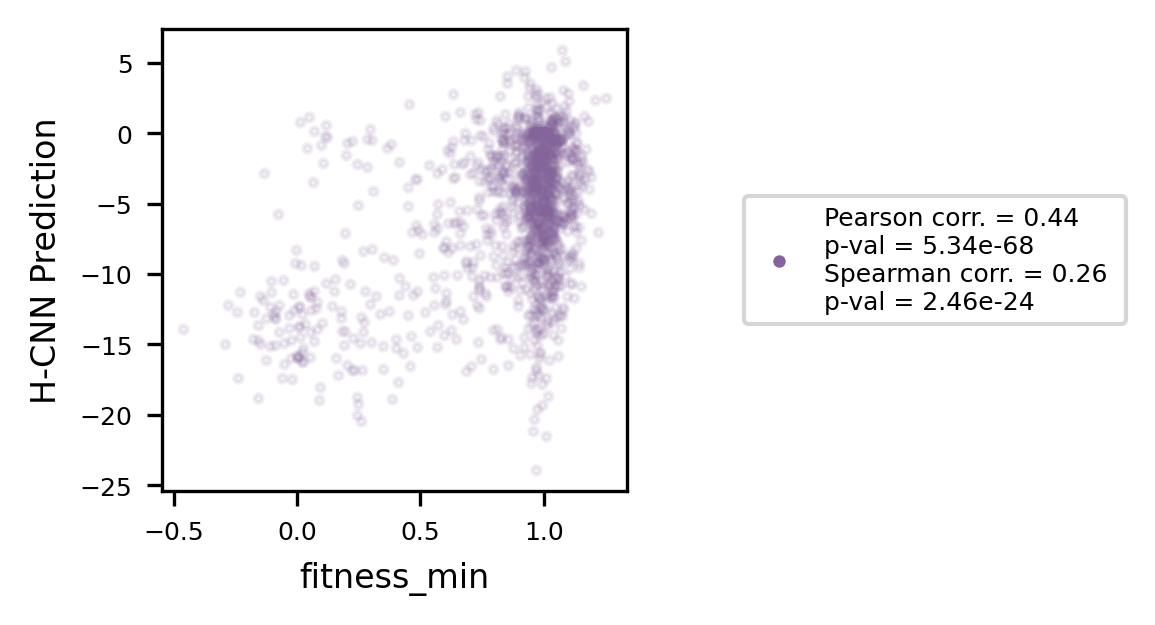 5
0
−5
−10
−15
−20
−25
H-CNN Prediction
−0.5
0.0
0.5
1.0
fitness_min
Pearson corr. = 0.44
p-val = 5.34e-68
Spearman corr. = 0.26
p-val = 2.46e-24